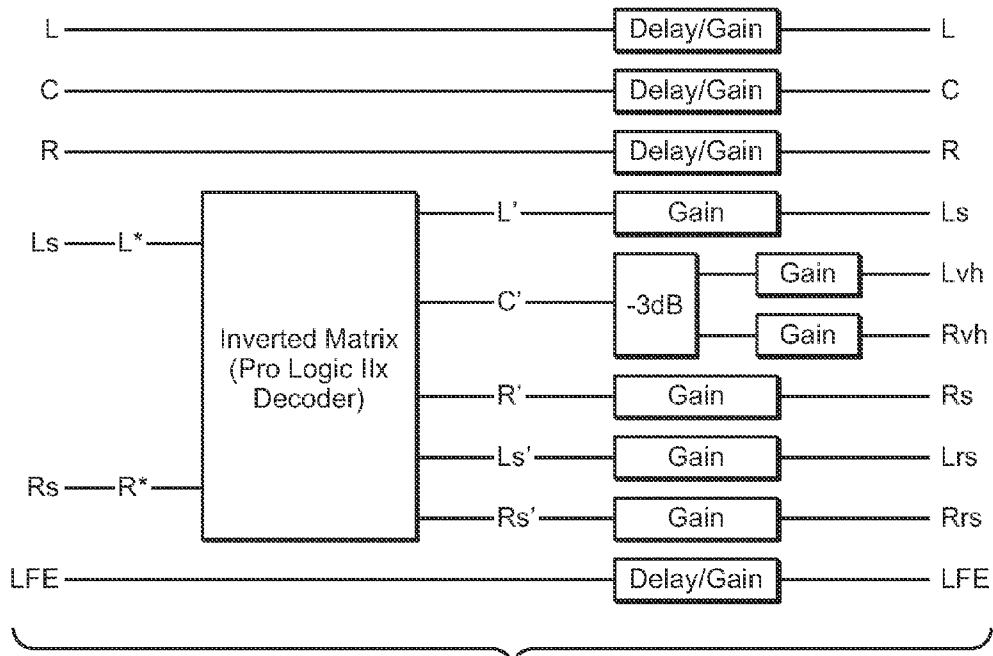 L Delay/Gain L
C Delay/Gain C
R Delay/Gain R
L' Gain Ls
Ls L*
Lvh
Gain
C' -3dB
Inverted Matrix
(Pro Logic IIx
Decoder)
Gain Rvh
R' Gain Rs
Ls' Gain Lrs
Rs R*
Rs' Gain Rrs
LFE Delay/Gain LFE